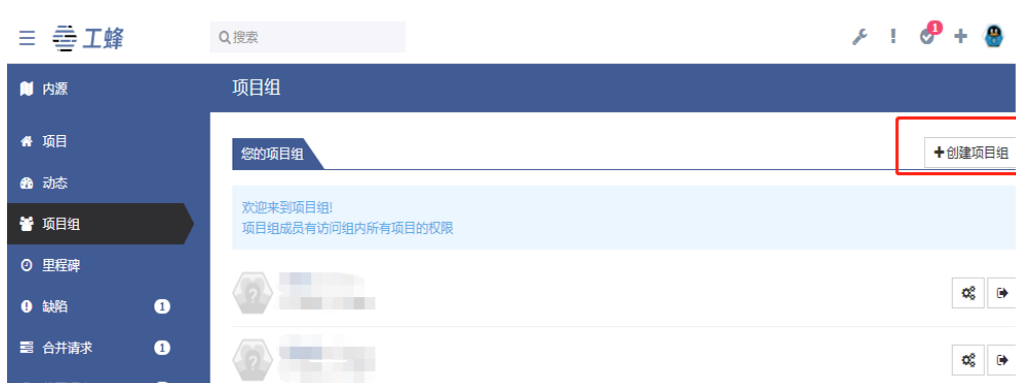 工蜂
搜索
1
内源
项目组
项目
您的项目组
创建项目组
动态
项目组
欢迎来到项目组!
项目组成员有访问组内所有项目的权限
里程碑
缺陷 1
合并请求 1